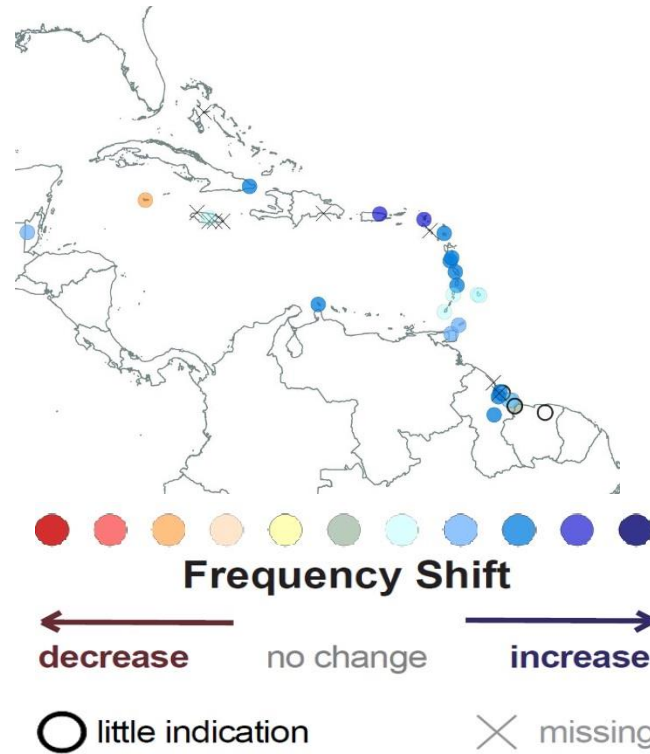 Frequency Shift
decrease no change increase
little indication missing